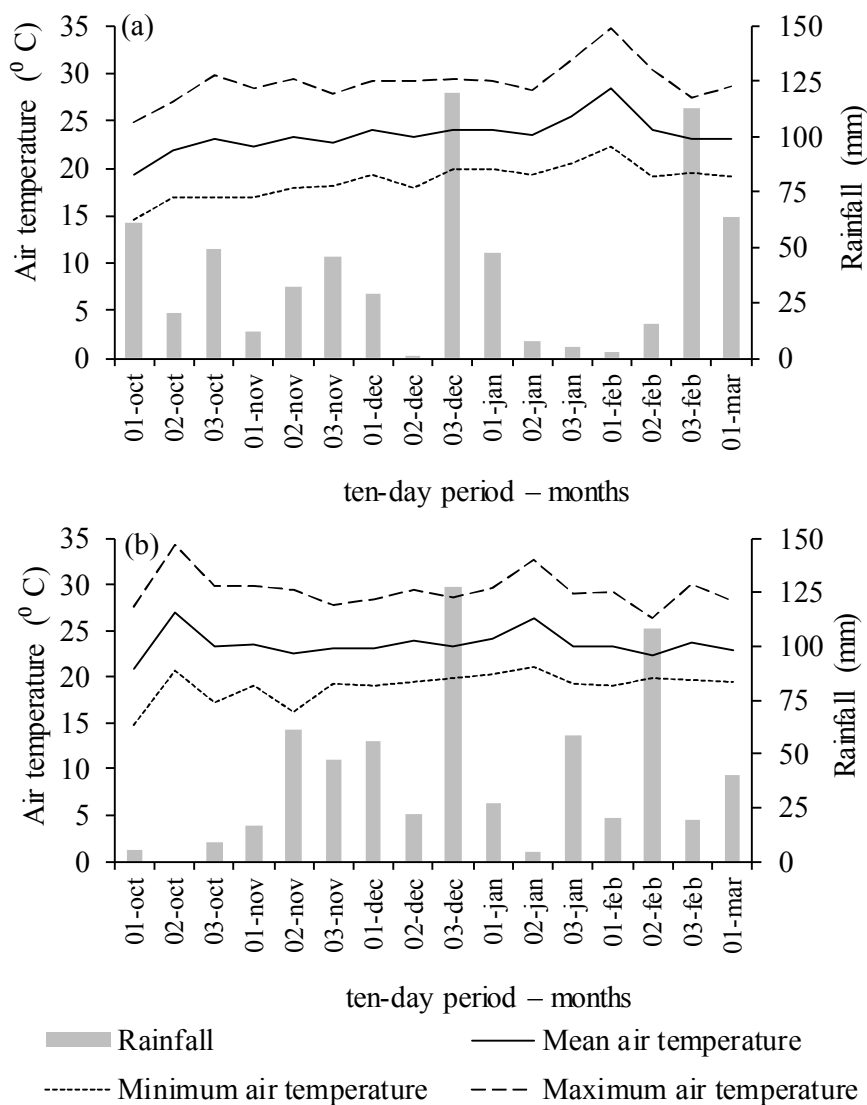 (a)
Air temperature (⁰ C)
35
30
25
20
15
10
5
0
150
125
100
75
50
25
0
Rainfall (mm)
01-oct
02-oct
03-oct
01-nov
02-nov
03-nov
01-dec
02-dec
03-dec
01-jan
02-jan
03-jan
01-feb
02-feb
03-feb
01-mar
ten-day period – months
(b)
Air temperature (⁰ C)
35
30
25
20
15
10
5
0
150
125
100
75
50
25
0
Rainfall (mm)
01-oct
02-oct
03-oct
01-nov
02-nov
03-nov
01-dec
02-dec
03-dec
01-jan
02-jan
03-jan
01-feb
02-feb
03-feb
01-mar
ten-day period – months
Rainfall
Mean air temperature
Minimum air temperature
Maximum air temperature